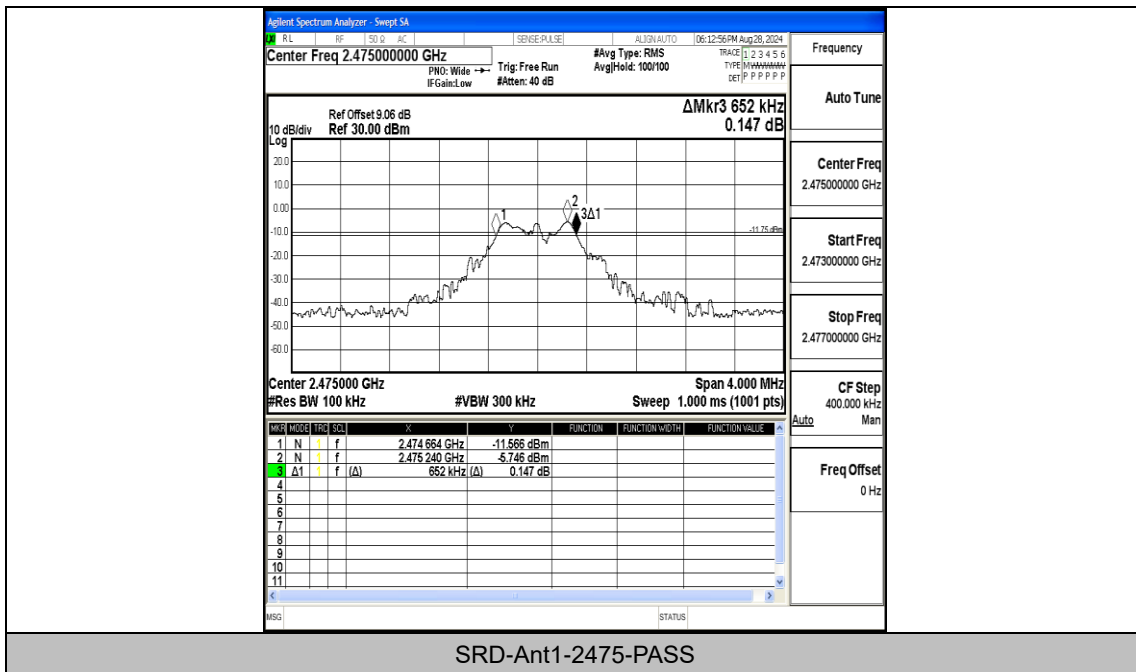 Agilent Spectrum Analyzer - Swept SA
LXI RL RF 50 Ω AC SENSE:PULSE ALIGN AUTO 06:12:56 PM Aug 28, 2024
Center Freq 2.475000000 GHz
PNO: Wide
IFGain:Low
Trig: Free Run
#Atten: 40 dB
#Avg Type: RMS
Avg|Hold: 100/100
TRACE 1 2 3 4 5 6
TYPE MWWWWW
DET P P P P P P
Frequency
ΔMkr3 652 kHz
0.147 dB
Ref Offset 9.06 dB
10 dB/div Ref 30.00 dBm
Log
20.0
10.0
0.00
-10.0
-20.0
-30.0
-40.0
-50.0
-60.0
1
2
3Δ1
-11.75 dBm
Center 2.475000 GHz Span 4.000 MHz
#Res BW 100 kHz #VBW 300 kHz Sweep 1.000 ms (1001 pts)
MKR MODE TRC SCL X Y FUNCTION FUNCTION WIDTH FUNCTION VALUE
1 N 1 f 2.474 664 GHz -11.566 dBm
2 N 1 f 2.475 240 GHz -5.746 dBm
3 Δ1 1 f (Δ) 652 kHz (Δ) 0.147 dB
4
5
6
7
8
9
10
11
MSG STATUS
Auto Tune
Center Freq
2.475000000 GHz
Start Freq
2.473000000 GHz
Stop Freq
2.477000000 GHz
CF Step
400.000 kHz
Auto Man
Freq Offset
0 Hz
SRD-Ant1-2475-PASS